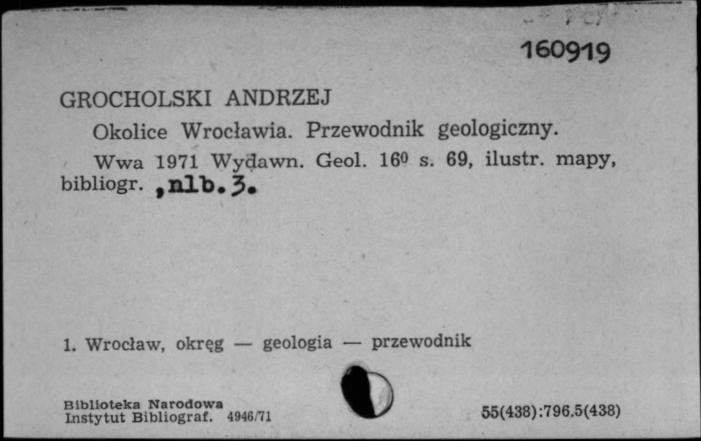 160919
GROCHOLSKI ANDRZEJ
Okolice Wrocławia. Przewodnik geologiczny.
Wwa 1971 Wydawn. Geol. 16⁰ s. 69, ilustr. mapy,
bibliogr. ,nlb.3.
1. Wrocław, okręg — geologia — przewodnik
Biblioteka Narodowa
Instytut Bibliograf. 4946/71
55(438):796.5(438)